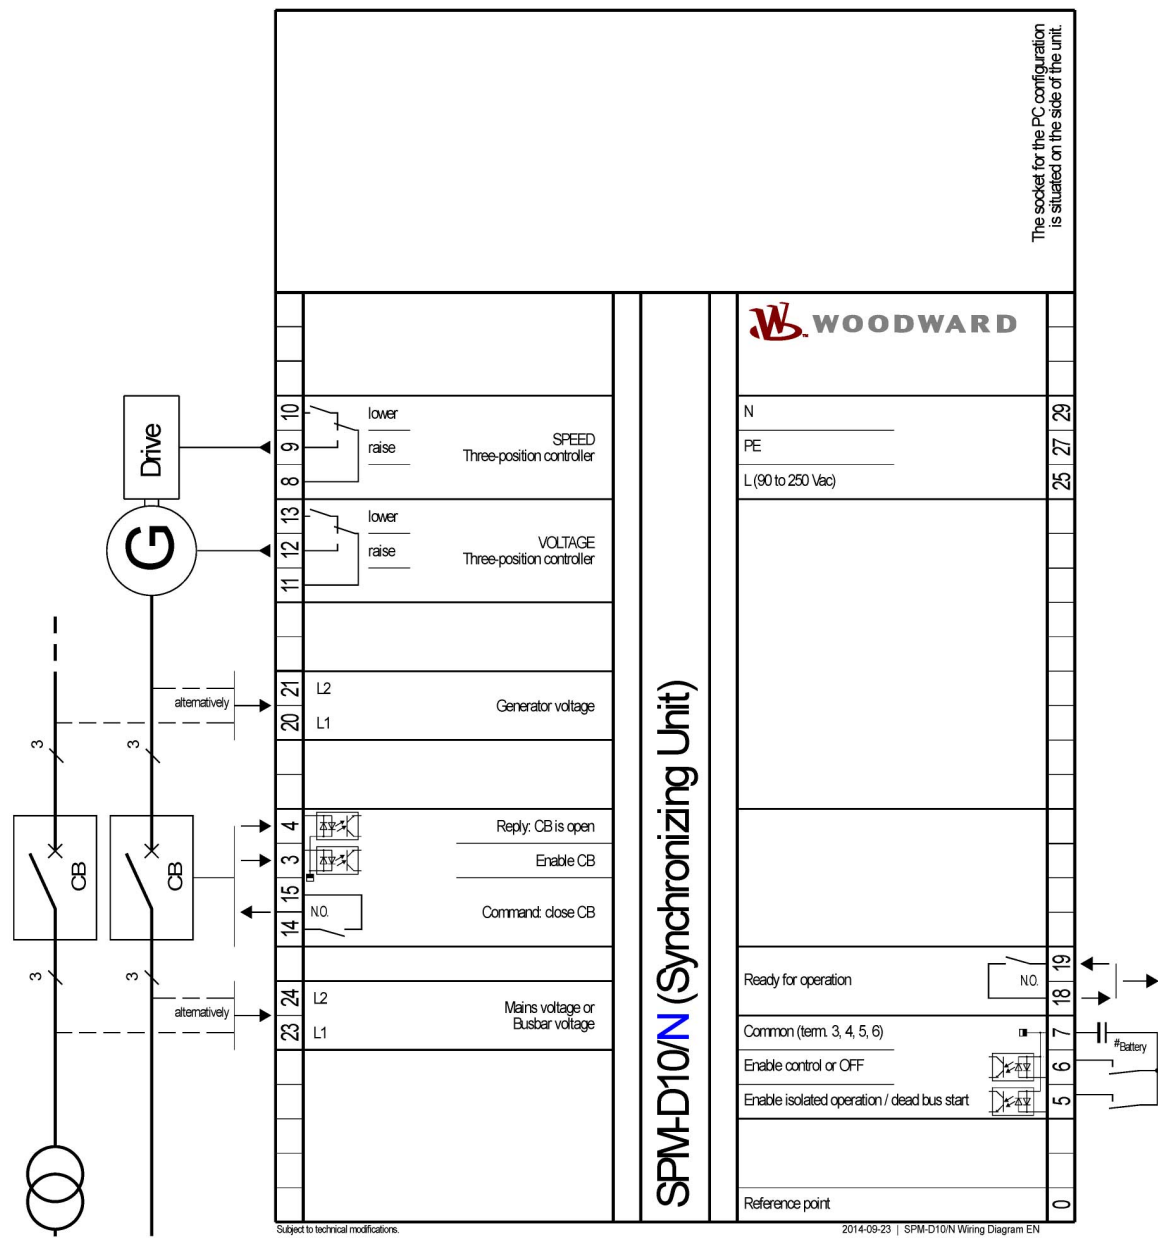 The socket for the PC configuration
is situated on the side of the unit.
WOODWARD
TM
Drive
G
10
lower
9
raise
8
SPEED
Three-position controller
13
lower
12
raise
11
VOLTAGE
Three-position controller
21
L2
20
L1
Generator voltage
alternatively
3
3
CB
CB
4
Reply: CB is open
3
Enable CB
15
N.O.
14
Command: close CB
3
3
24
L2
23
L1
Mains voltage or
Busbar voltage
alternatively
SPM-D10/N (Synchronizing Unit)
N
29
PE
27
L (90 to 250 Vac)
25
Ready for operation
N.O.
19
18
Common (term. 3, 4, 5, 6)
7
#Battery
Enable control or OFF
6
Enable isolated operation / dead bus start
5
Reference point
0
Subject to technical modifications.
2014-09-23 | SPM-D10/N Wiring Diagram EN